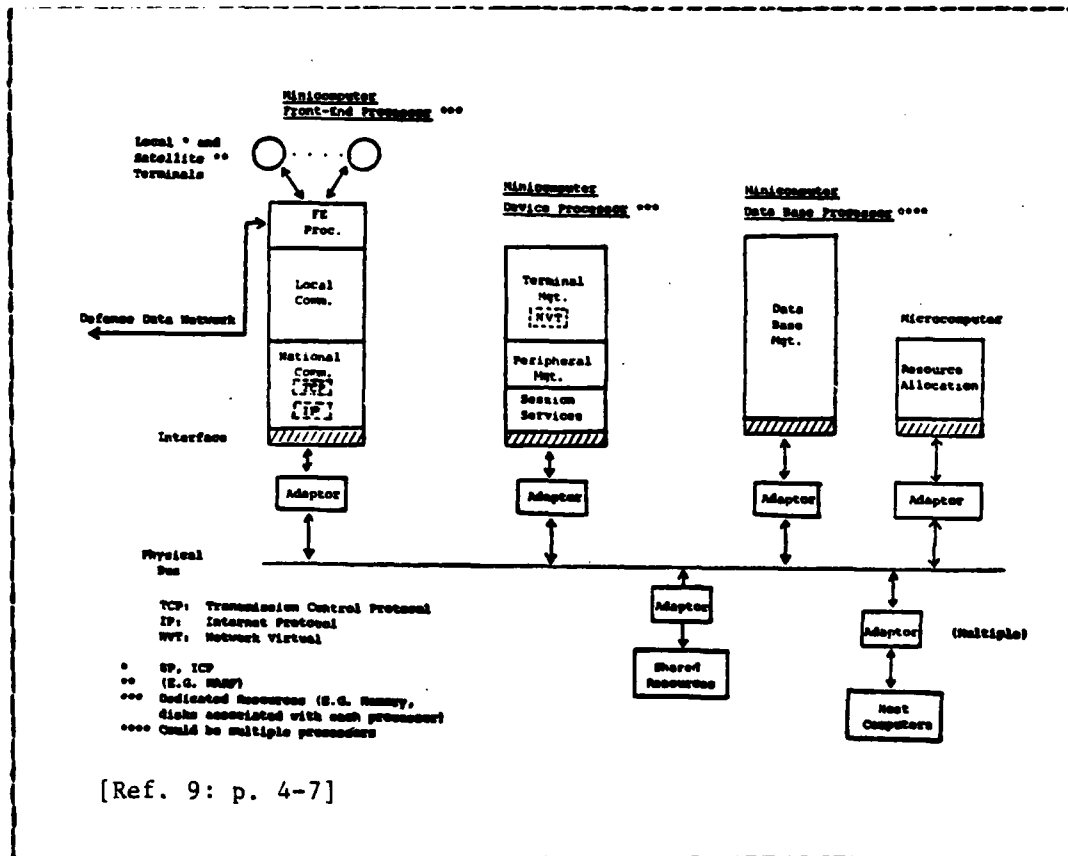 Minicomputer
Front-End Processor ***
Local * and
Satellite **
Terminals
FE
Proc.
Local
Comm.
National
Comm.
TCP
IP
Defense Data Network
Interface
Adaptor
Minicomputer
Device Processor ***
Terminal
Mgt.
NVT
Peripheral
Mgt.
Session
Services
Adaptor
Minicomputer
Data Base Processor ****
Data
Base
Mgt.
Adaptor
Microcomputer
Resource
Allocation
Adaptor
Physical
Bus
Adaptor
Shared
Resources
Adaptor
(Multiple)
Host
Computers
TCP: Transmission Control Protocol
IP: Internet Protocol
NVT: Network Virtual
* SP, ICP
** (E.G.
*** Dedicated Resources (E.G. Memory,
disks associated with each processor)
**** Could be multiple processors
[Ref. 9: p. 4-7]